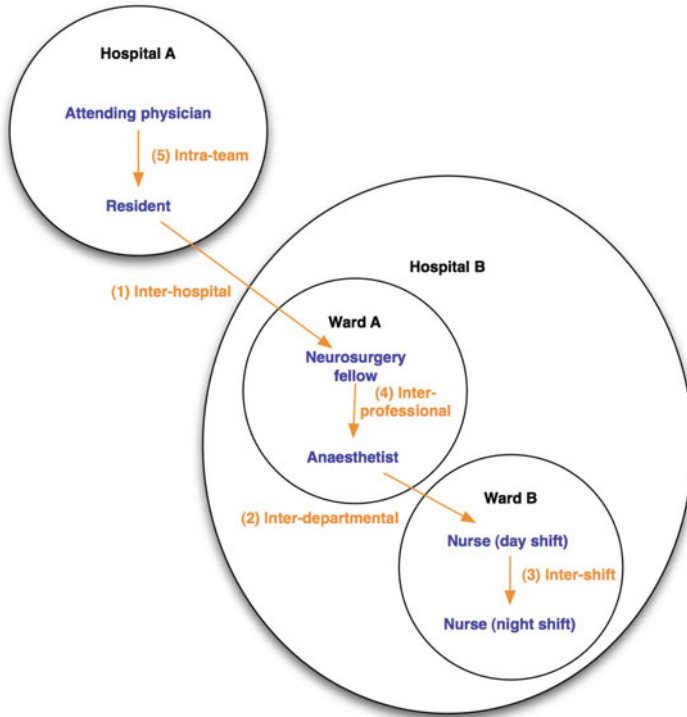 Hospital A
Attending physician
(5) Intra-team
Resident
(1) Inter-hospital
Hospital B
Ward A
Neurosurgery
fellow
(4) Inter-
professional
Anaesthetist
(2) Inter-departmental
Ward B
Nurse (day shift)
(3) Inter-shift
Nurse (night shift)